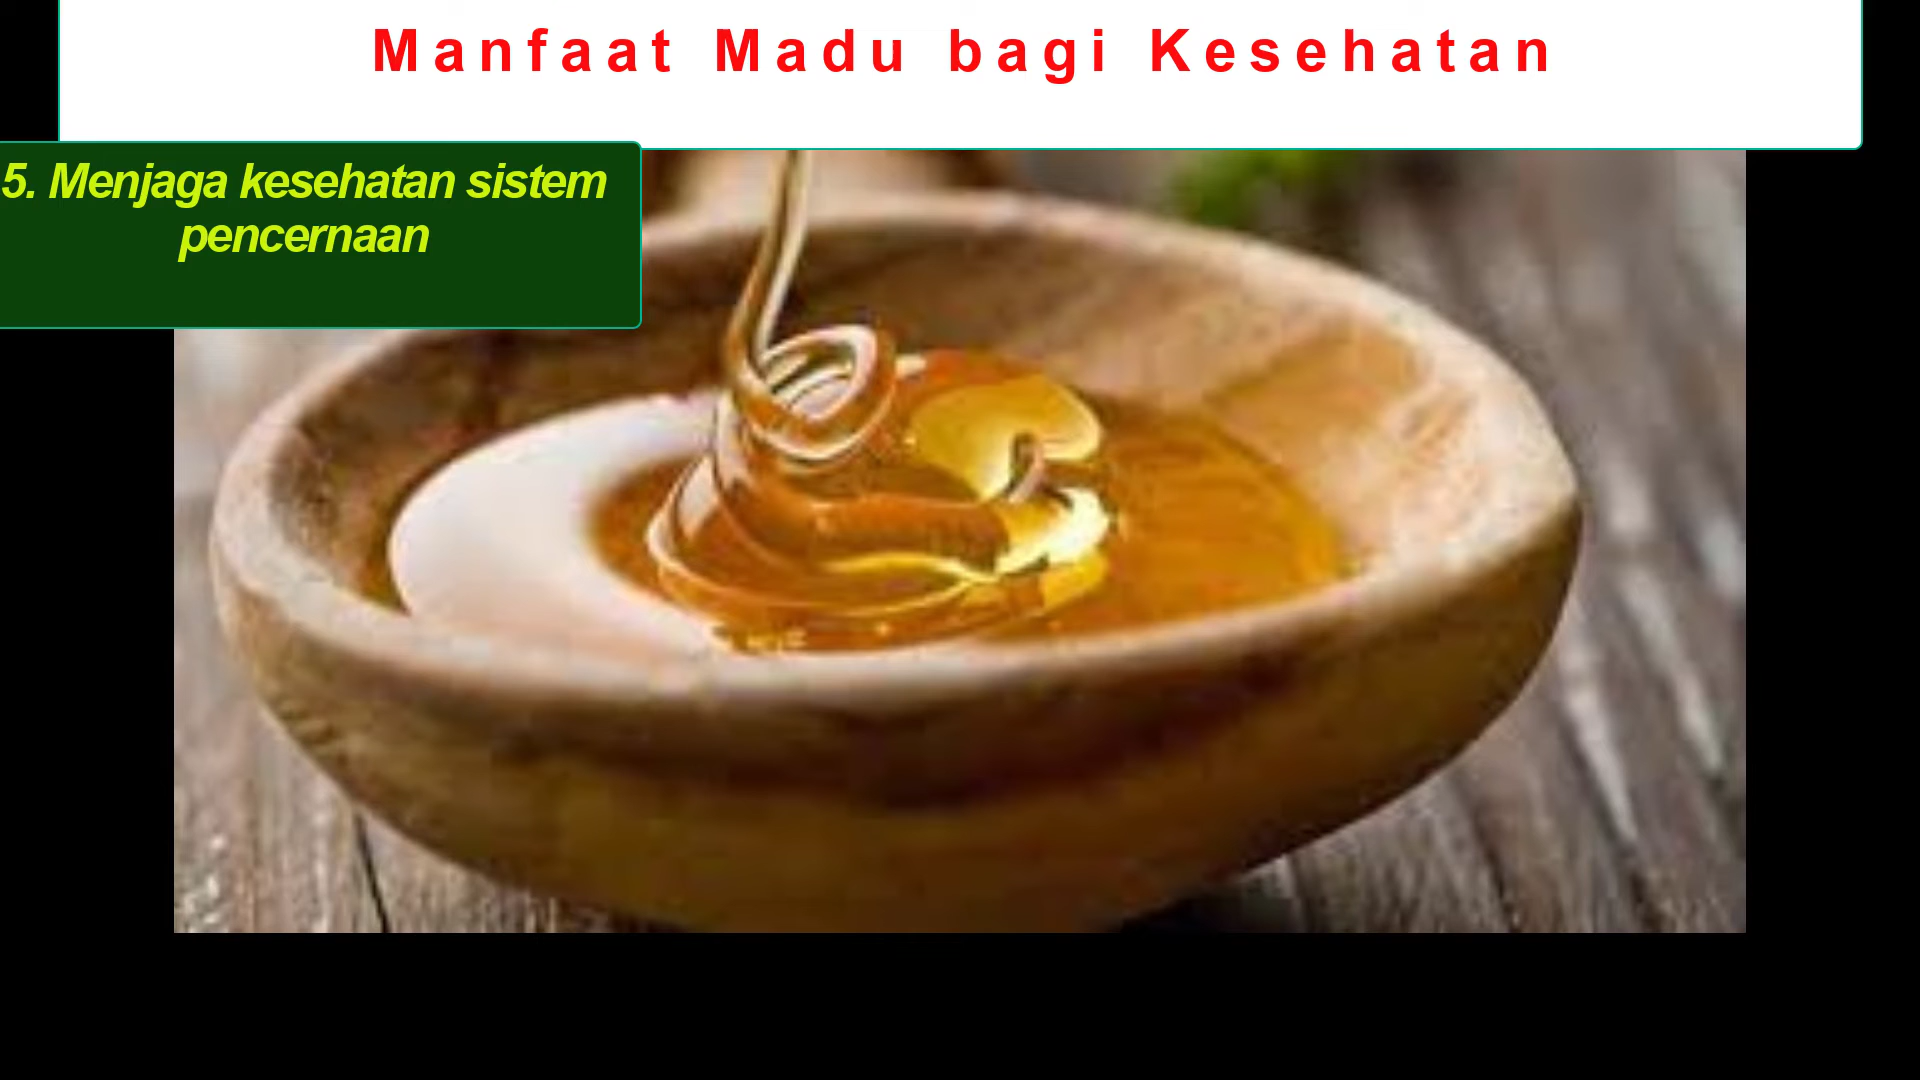 Manfaat Madu bagi Kesehatan
5. Menjaga kesehatan sistem
pencernaan